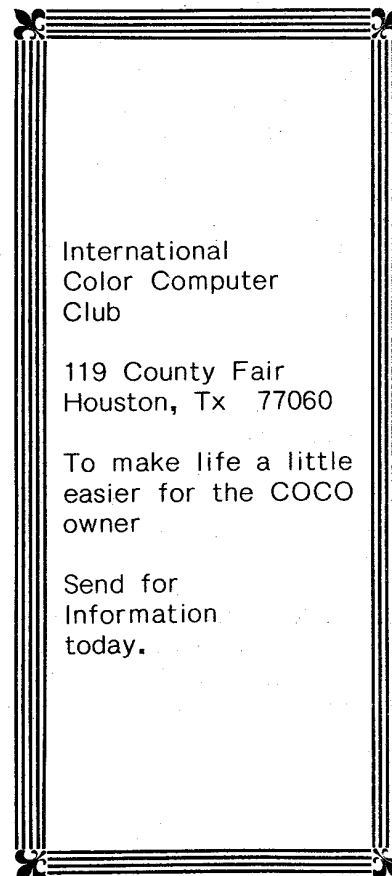 International
Color Computer
Club
119 County Fair
Houston, Tx 77060
To make life a little
easier for the COCO
owner
Send for
Information
today.